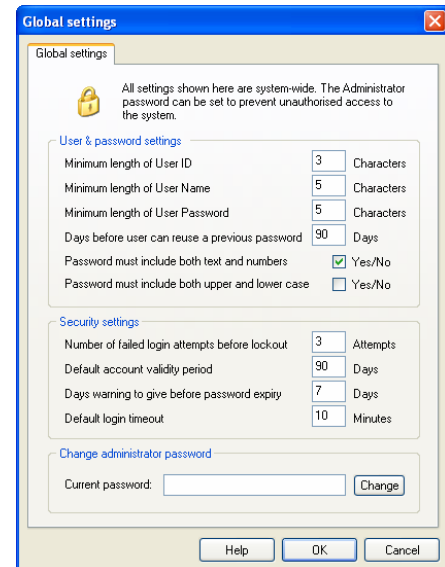 Global settings
Global settings
All settings shown here are system-wide. The Administrator
password can be set to prevent unauthorised access to
the system.
User & password settings
Minimum length of User ID 3 Characters
Minimum length of User Name 5 Characters
Minimum length of User Password 5 Characters
Days before user can reuse a previous password 90 Days
Password must include both text and numbers Yes/No
Password must include both upper and lower case Yes/No
Security settings
Number of failed login attempts before lockout 3 Attempts
Default account validity period 90 Days
Days warning to give before password expiry 7 Days
Default login timeout 10 Minutes
Change administrator password
Current password: Change
Help OK Cancel